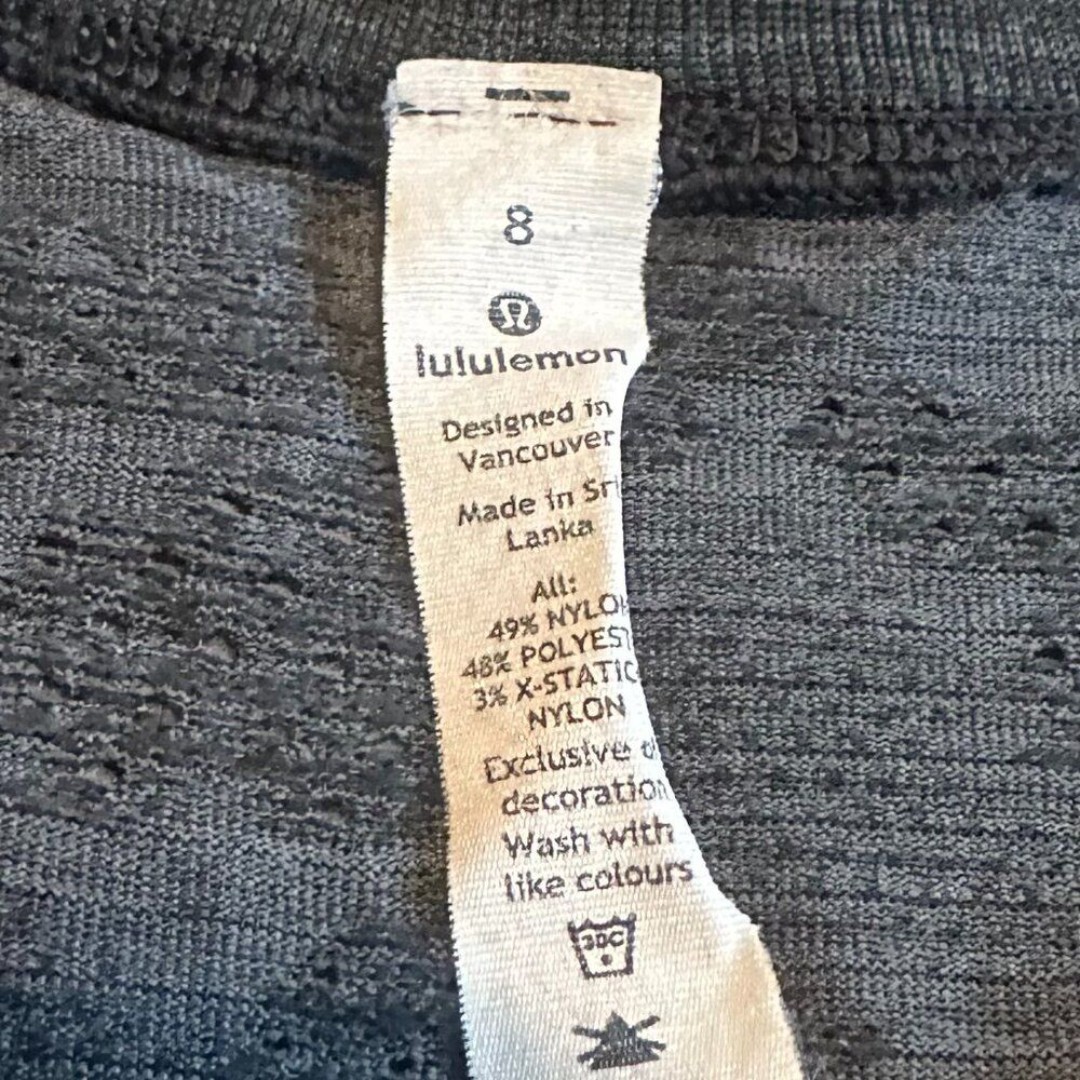 8
lululemon
Designed in
Vancouver
Made in Sri
Lanka
All:
49% NYLON
48% POLYEST
3% X-STATIC
NYLON
Exclusive of
decoration
Wash with
like colours
30C